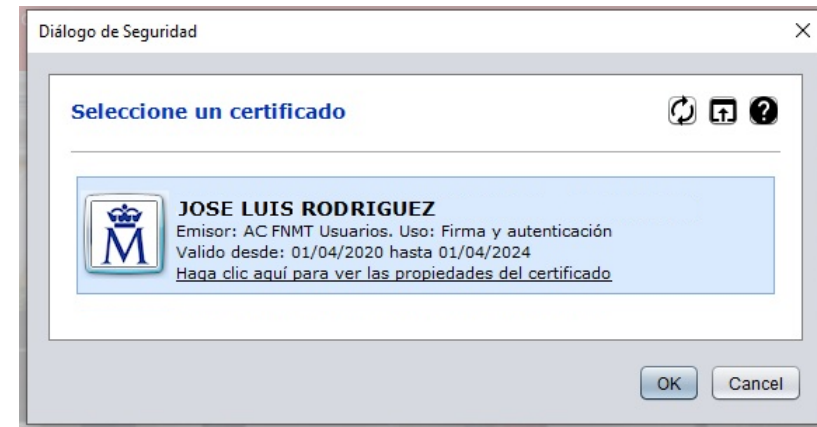 Diálogo de Seguridad
Seleccione un certificado
JOSE LUIS RODRIGUEZ
Emisor: AC FNMT Usuarios. Uso: Firma y autenticación
Valido desde: 01/04/2020 hasta 01/04/2024
Haga clic aquí para ver las propiedades del certificado
OK
Cancel